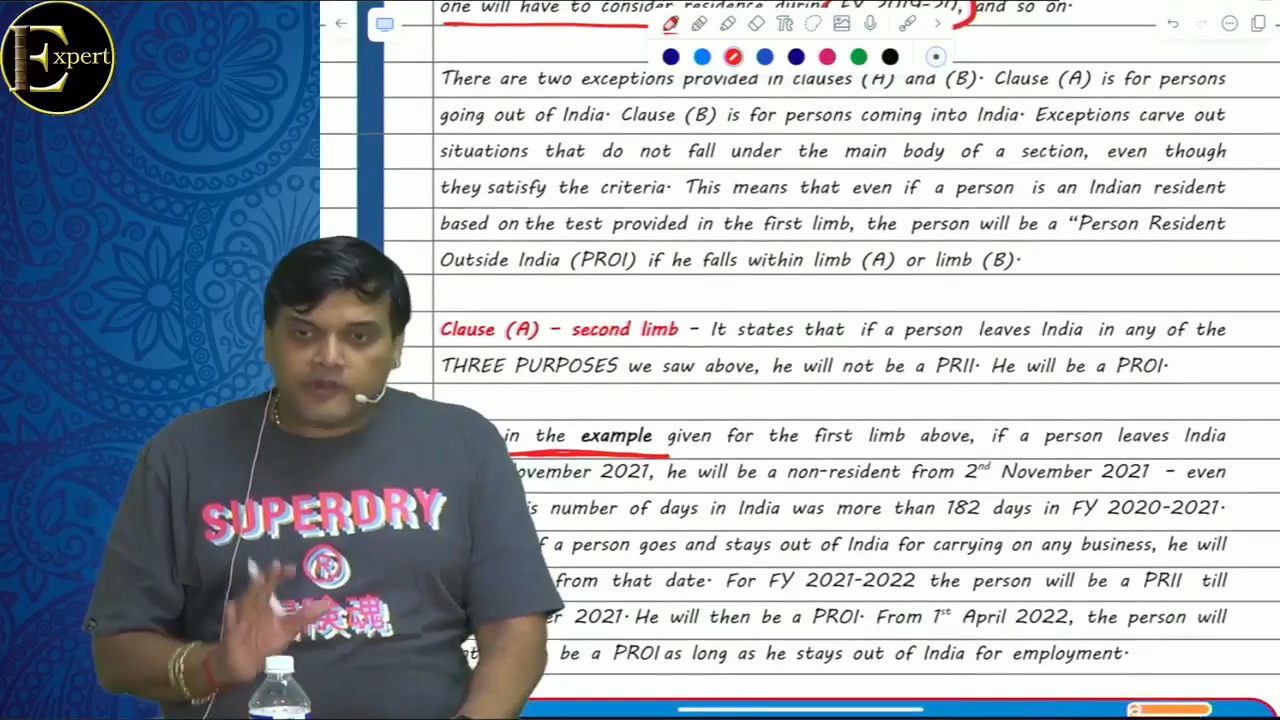 Expert
one will have to consider residence during FY 2019-20, and so on.
There are two exceptions provided in clauses (A) and (B). Clause (A) is for persons
going out of India. Clause (B) is for persons coming into India. Exceptions carve out
situations that do not fall under the main body of a section, even though
they satisfy the criteria. This means that even if a person is an Indian resident
based on the test provided in the first limb, the person will be a “Person Resident
Outside India (PROI) if he falls within limb (A) or limb (B).
Clause (A) – second limb – It states that if a person leaves India in any of the
THREE PURPOSES we saw above, he will not be a PRII. He will be a PROI.
in the example given for the first limb above, if a person leaves India
2021, he will be a non-resident from 2nd November 2021 – even
number of days in India was more than 182 days in FY 2020-2021.
a person goes and stays out of India for carrying on any business, he will
from that date. For FY 2021-2022 the person will be a PRII till
2021. He will then be a PROI. From 1st April 2022, the person will
be a PROI as long as he stays out of India for employment.
SUPERDRY